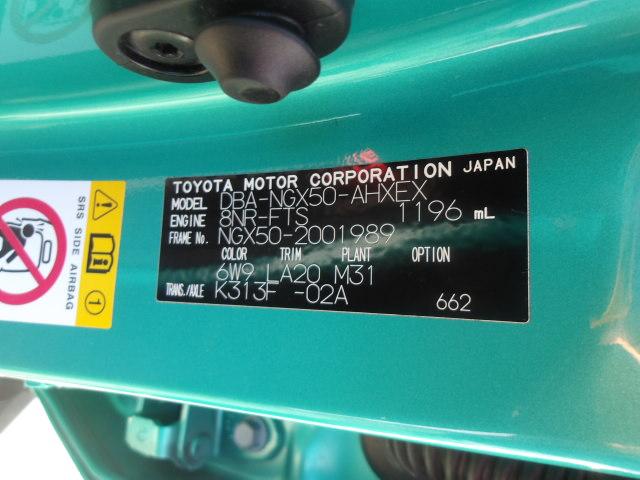 TOYOTA MOTOR CORPORATION JAPAN
MODEL DBA-NGX50-AHXEX
ENGINE 8NR-FTS 1196 mL
FRAME No. NGX50-2001989
COLOR TRIM PLANT OPTION
6W9 LA20 M31
TRANS./AXLE K313F -02A
662
SRS SIDE AIRBAG